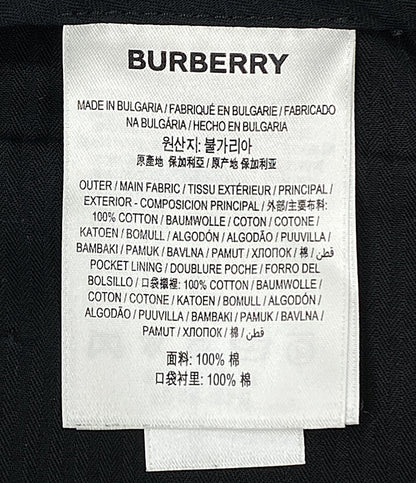 BURBERRY
MADE IN BULGARIA / FABRIQUÉ EN BULGARIE / FABRICADO
NA BULGÁRIA / HECHO EN BULGARIA
원산지: 불가리아
原產地 保加利亞 / 原产地 保加利亚
OUTER / MAIN FABRIC / TISSU EXTÉRIEUR / PRINCIPAL /
EXTERIOR - COMPOSICION PRINCIPAL / 外部/主要布料:
100% COTTON / BAUMWOLLE / COTON / COTONE /
KATOEN / BOMULL / ALGODÓN / ALGODÃO / PUUVILLA /
BAMBAKI / PAMUK / BAVLNA / PAMUT / ХЛОПОК / 棉 / قطن /
POCKET LINING / DOUBLURE POCHE / FORRO DEL
BOLSILLO / 口袋襯裡: 100% COTTON / BAUMWOLLE /
COTON / COTONE / KATOEN / BOMULL / ALGODÓN /
ALGODÃO / PUUVILLA / BAMBAKI / PAMUK / BAVLNA /
PAMUT / ХЛОПОК / 棉 / قطن /
面料: 100% 棉
口袋衬里: 100% 棉